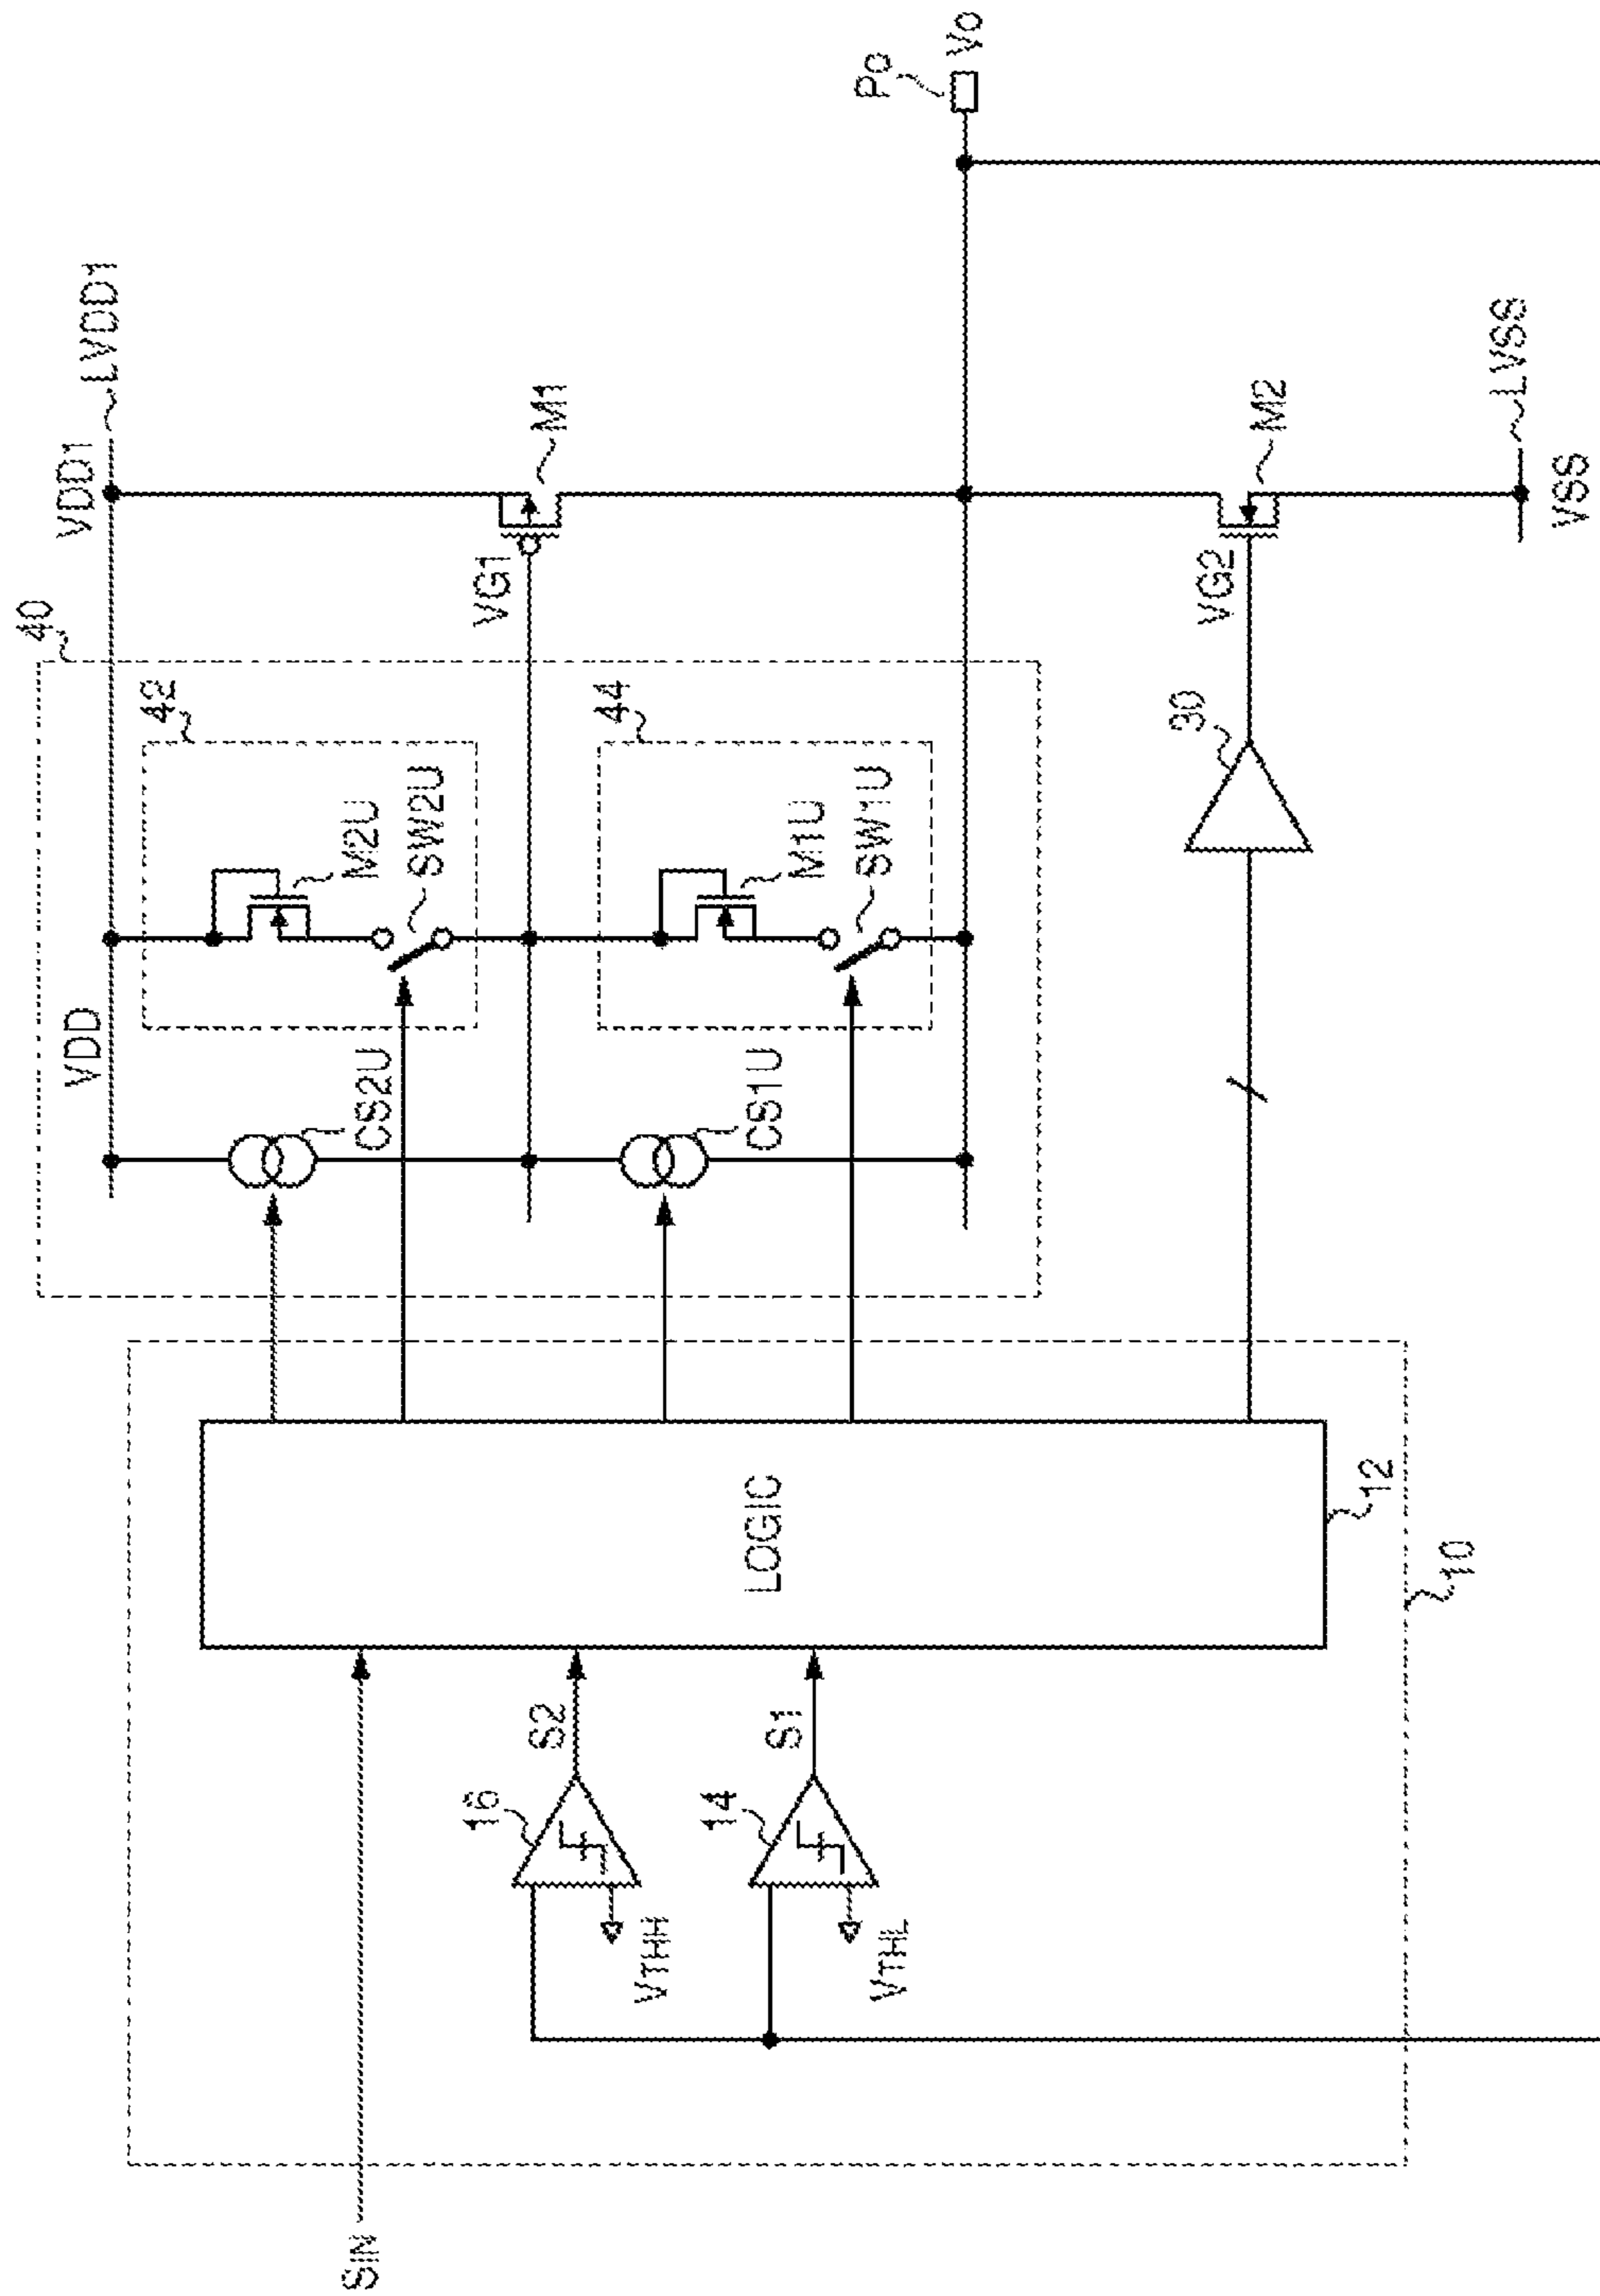 40
VDD
VDD1
LVDD1
42
M2U
CS2U
SW2U
VG1
M1
44
M1U
CS1U
SW1U
Po
Vo
SIN
16
S2
VTHH
14
S1
VTHL
LOGIC
12
10
30
VG2
M2
LVSS
VSS